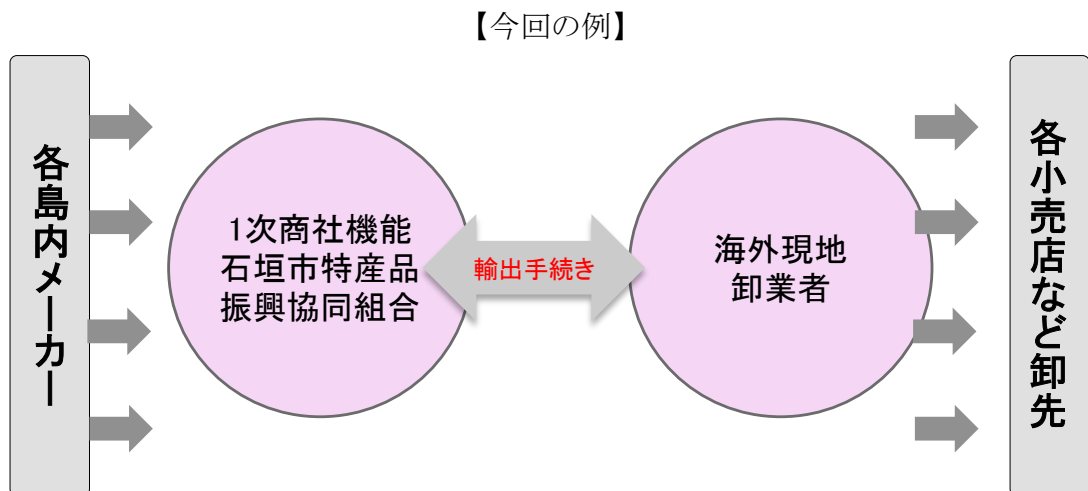 【今回の例】
各島内メーカー
1次商社機能
石垣市特産品
振興協同組合
輸出手続き
海外現地
卸業者
各小売店など卸先